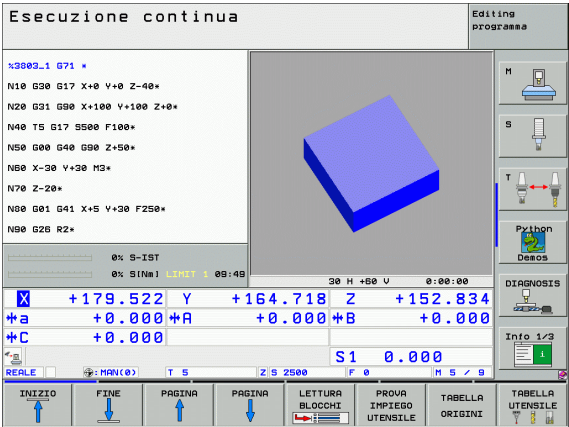 Esecuzione continua
Editing
programma
%3803_1 G71 *
N10 G30 G17 X+0 Y+0 Z-40*
N20 G31 G90 X+100 Y+100 Z+0*
N40 T5 G17 S500 F100*
N50 G00 G40 G90 Z+50*
N60 X-30 Y+30 M3*
N70 Z-20*
N80 G01 G41 X+5 Y+30 F250*
N90 G26 R2*
0% S-IST
0% S[Nm] LIMIT 1 09:49
30 H +60 V 0:00:00
M
S
T
Python
Demos
DIAGNOSIS
Info 1/3
X +179.522 Y +164.718 Z +152.834
a +0.000 A +0.000 B +0.000
C +0.000
S1 0.000
REALE MAN(0) T 5 Z S 2500 F 0 M 5 / 9
INIZIO
FINE
PAGINA
PAGINA
LETTURA
BLOCCHI
PROVA
IMPIEGO
UTENSILE
TABELLA
ORIGINI
TABELLA
UTENSILE